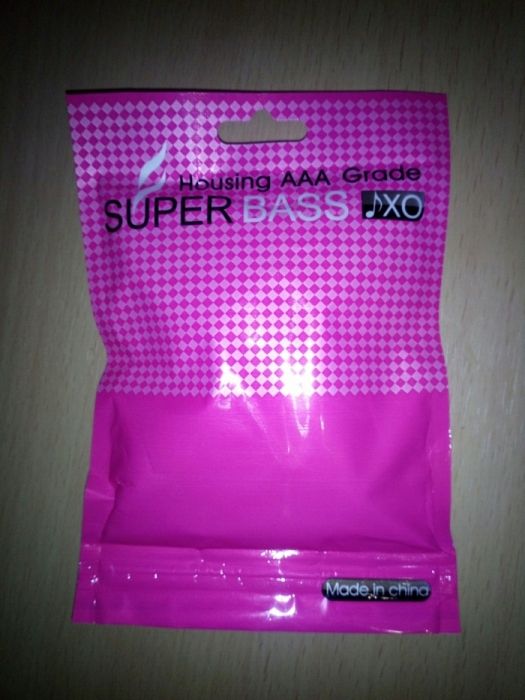 Housing AAA Grade
SUPER BASS ♪XO
Made in china